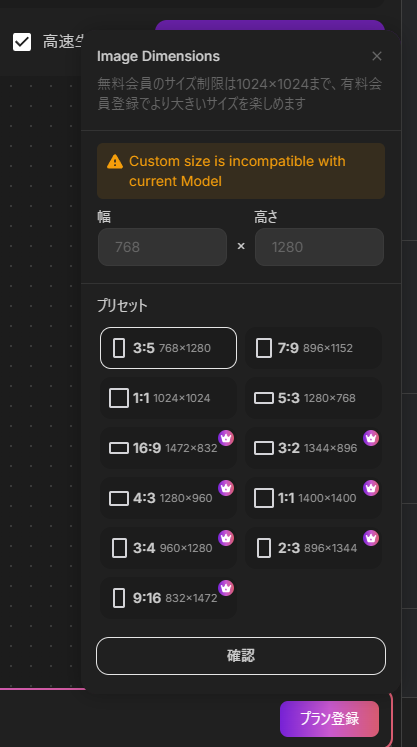 高速生
Image Dimensions
無料会員のサイズ制限は1024×1024まで、有料会
員登録でより大きいサイズを楽しめます
Custom size is incompatible with
current Model
幅
高さ
768
×
1280
プリセット
3:5 768×1280
7:9 896×1152
1:1 1024×1024
5:3 1280×768
16:9 1472×832
3:2 1344×896
4:3 1280×960
1:1 1400×1400
3:4 960×1280
2:3 896×1344
9:16 832×1472
確認
プラン登録